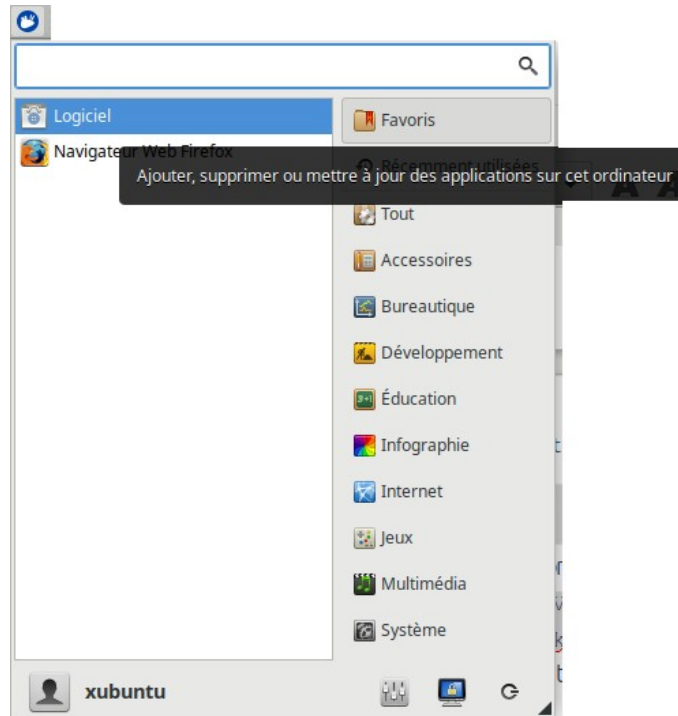 Logiciel
Navigateur Web Firefox
Ajouter, supprimer ou mettre à jour des applications sur cet ordinateur
Favoris
Récemment utilisées
Tout
Accessoires
Bureautique
Développement
Éducation
Infographie
Internet
Jeux
Multimédia
Système
xubuntu